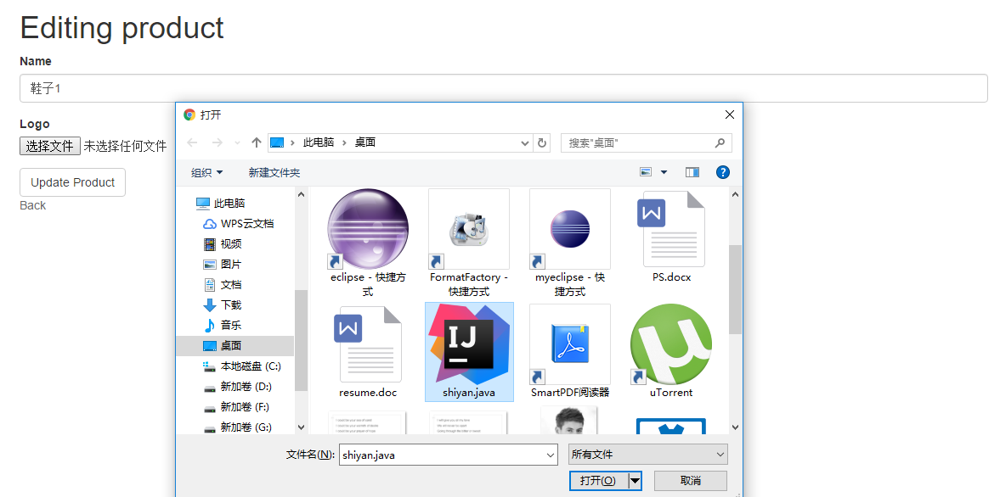 Editing product
Name
鞋子1
Logo
选择文件 未选择任何文件
Update Product
Back
打开
此电脑 桌面
搜索"桌面"
组织 新建文件夹
此电脑
WPS云文档
视频
图片
文档
下载
音乐
桌面
本地磁盘 (C:)
新加卷 (D:)
新加卷 (F:)
新加卷 (G:)
eclipse - 快捷方
式
FormatFactory -
快捷方式
myeclipse - 快
捷方式
W
PS.docx
W
resume.doc
IJ
shiyan.java
SmartPDF阅读器
µ
uTorrent
文件名(N):
shiyan.java
所有文件
打开(O)
取消